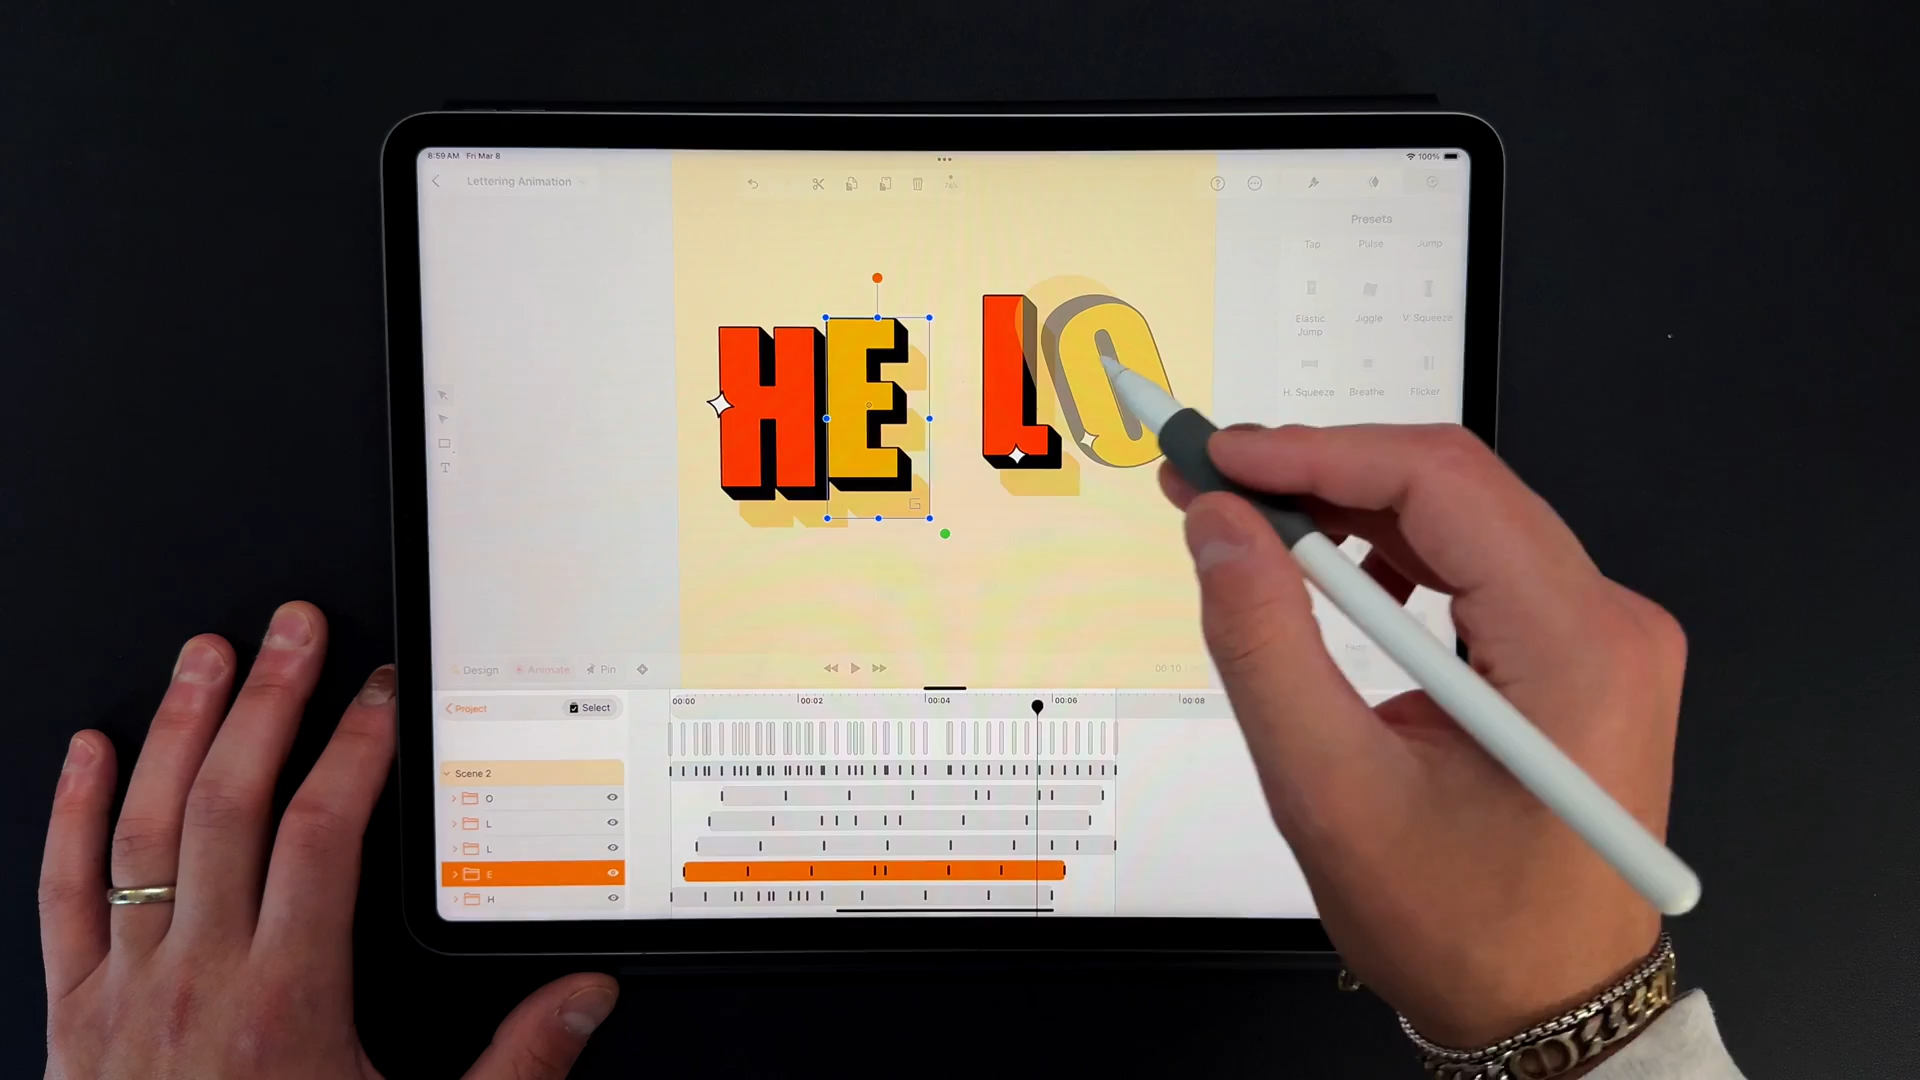 8:59 AM Fri Mar 8
100%
Lettering Animation
Presets
Tap Pulse Jump
Elastic Jump
Jiggle
V. Squeeze
H. Squeeze
Breathe
Flicker
HE LO
Design
Animate
Pin
00:10
Project
Select
00:00 00:02 00:04 00:06 00:08
Scene 2
O
L
L
E
H
T
Fade